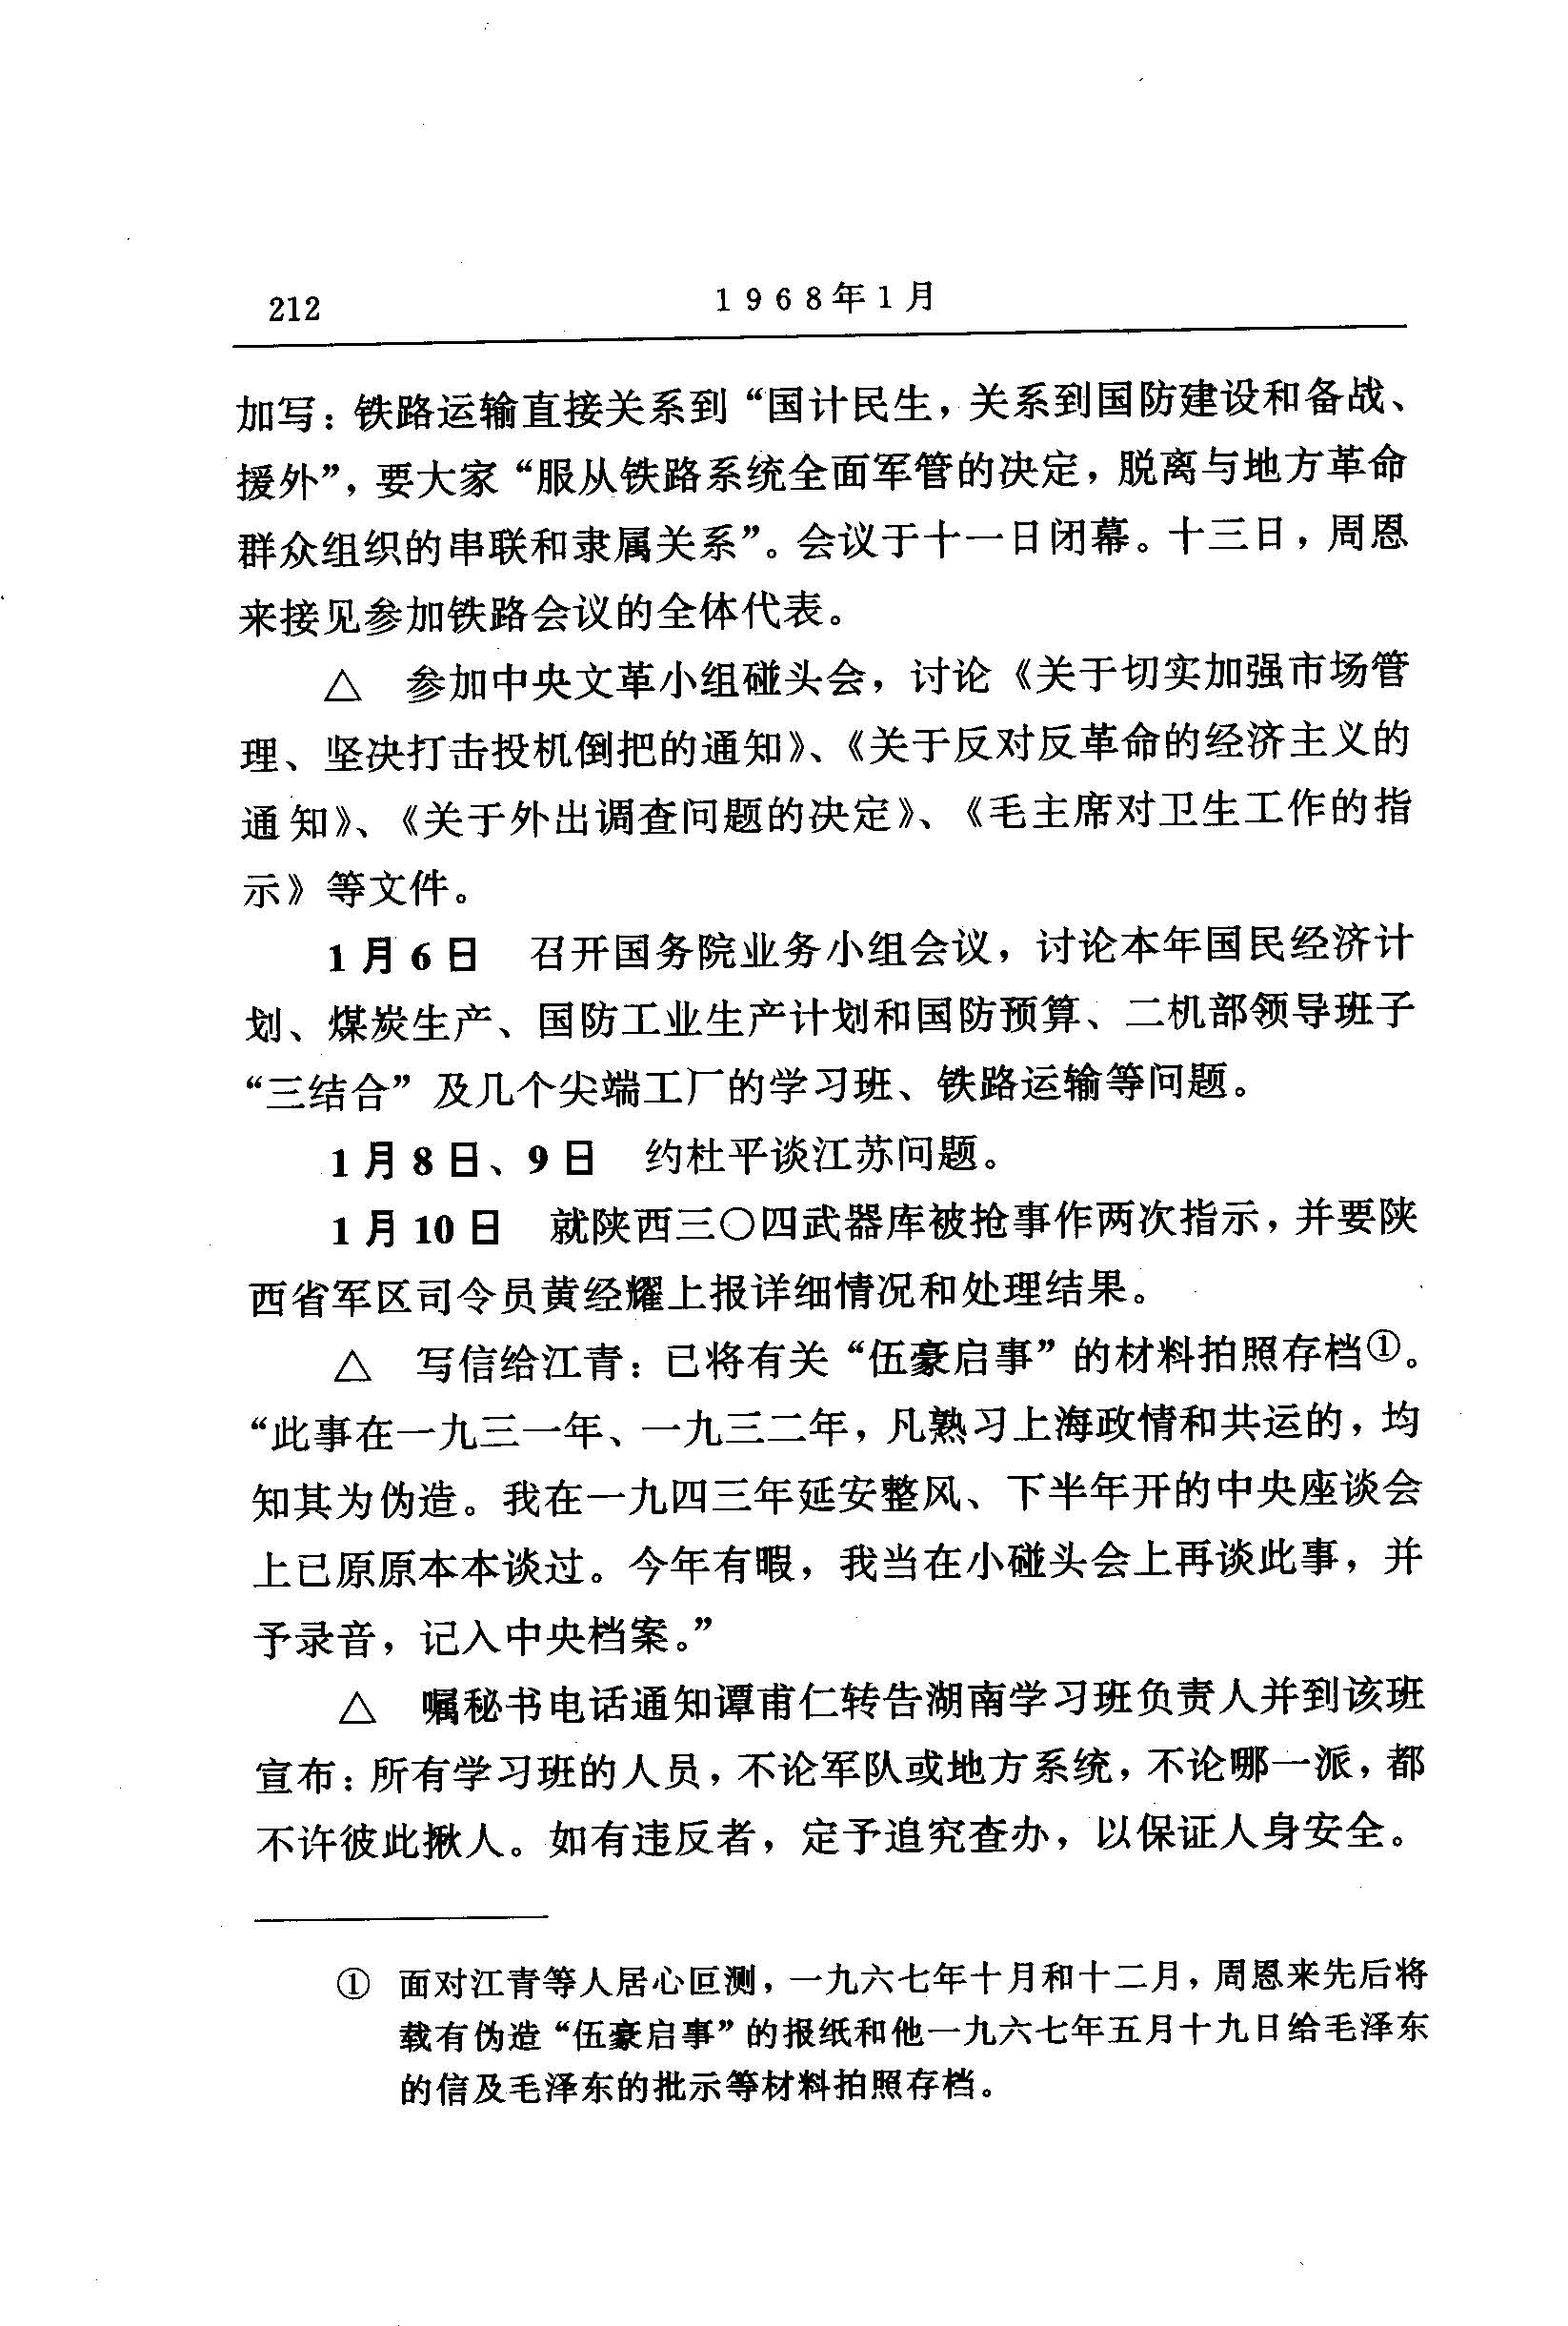 212
1968年1月
加写：铁路运输直接关系到“国计民生，关系到国防建设和备战、
援外”，要大家“服从铁路系统全面军管的决定，脱离与地方革命
群众组织的串联和隶属关系”。会议于十一日闭幕。十三日，周恩
来接见参加铁路会议的全体代表。
△ 参加中央文革小组碰头会，讨论《关于切实加强市场管
理、坚决打击投机倒把的通知》、《关于反对反革命的经济主义的
通知》、《关于外出调查问题的决定》、《毛主席对卫生工作的指
示》等文件。
1月6日 召开国务院业务小组会议，讨论本年国民经济计
划、煤炭生产、国防工业生产计划和国防预算、二机部领导班子
“三结合”及几个尖端工厂的学习班、铁路运输等问题。
1月8日、9日 约杜平谈江苏问题。
1月10日 就陕西三〇四武器库被抢事作两次指示，并要陕
西省军区司令员黄经耀上报详细情况和处理结果。
△ 写信给江青：已将有关“伍豪启事”的材料拍照存档①。
“此事在一九三一年、一九三二年，凡熟习上海政情和共运的，均
知其为伪造。我在一九四三年延安整风、下半年开的中央座谈会
上已原原本本谈过。今年有暇，我当在小碰头会上再谈此事，并
予录音，记入中央档案。”
△ 嘱秘书电话通知谭甫仁转告湖南学习班负责人并到该班
宣布：所有学习班的人员，不论军队或地方系统，不论哪一派，都
不许彼此揪人。如有违反者，定予追究查办，以保证人身安全。
① 面对江青等人居心叵测，一九六七年十月和十二月，周恩来先后将
载有伪造“伍豪启事”的报纸和他一九六七年五月十九日给毛泽东
的信及毛泽东的批示等材料拍照存档。